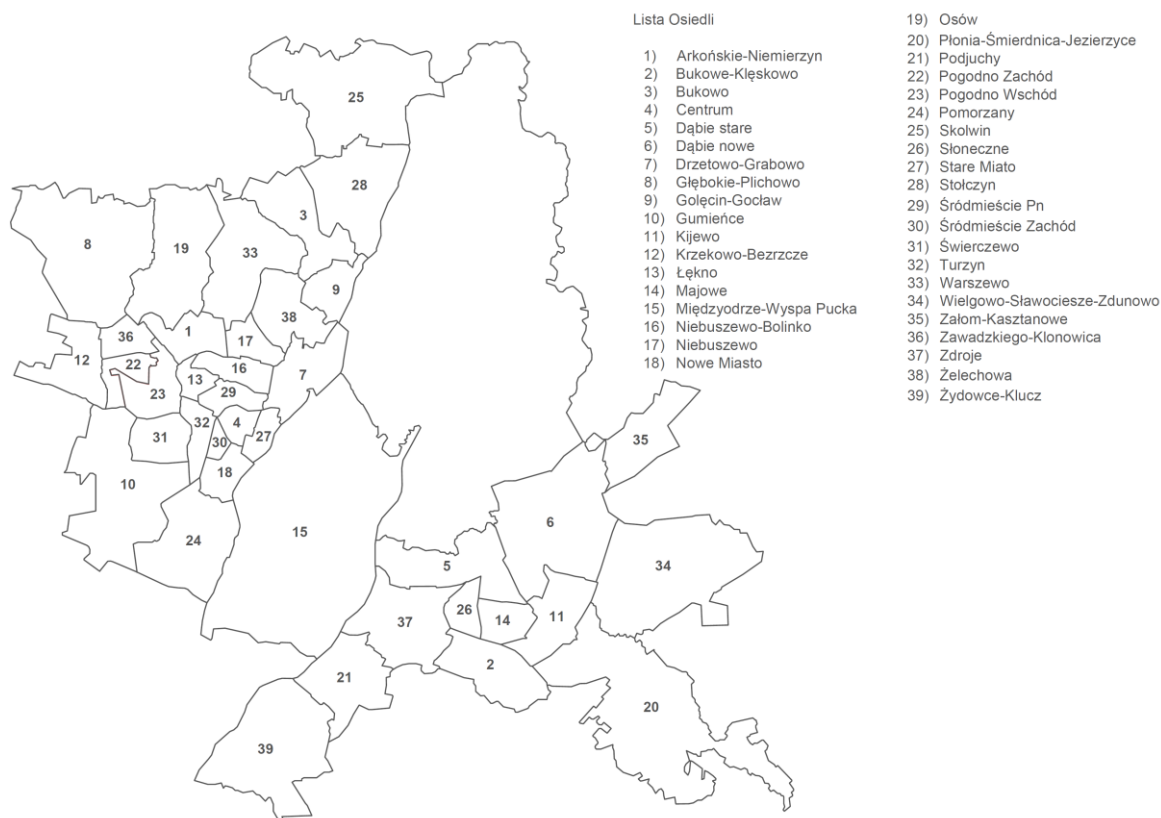 Lista Osiedli
1) Arkońskie-Niemierzyn
2) Bukowe-Klęskowo
3) Bukowo
4) Centrum
5) Dąbie stare
6) Dąbie nowe
7) Drzetowo-Grabowo
8) Głębokie-Plichowo
9) Golęcin-Gocław
10) Gumieńce
11) Kijewo
12) Krzekowo-Bezrzcze
13) Łękno
14) Majowe
15) Międzyodrze-Wyspa Pucka
16) Niebuszewo-Bolinko
17) Niebuszewo
18) Nowe Miasto
19) Osów
20) Płonia-Śmierdnica-Jezierzyce
21) Podjuchy
22) Pogodno Zachód
23) Pogodno Wschód
24) Pomorzany
25) Skolwin
26) Słoneczne
27) Stare Miato
28) Stołczyn
29) Śródmieście Pn
30) Śródmieście Zachód
31) Świerczewo
32) Turzyn
33) Warszewo
34) Wielgowo-Sławociesze-Zdunowo
35) Załom-Kasztanowe
36) Zawadzkiego-Klonowica
37) Zdroje
38) Żelechowa
39) Żydowce-Klucz
25
28
3
8
19
33
9
38
36
1
17
12
22
16
7
13
23
29
32
4
31
30
27
35
18
10
6
15
24
5
34
26
14
11
37
2
21
20
39